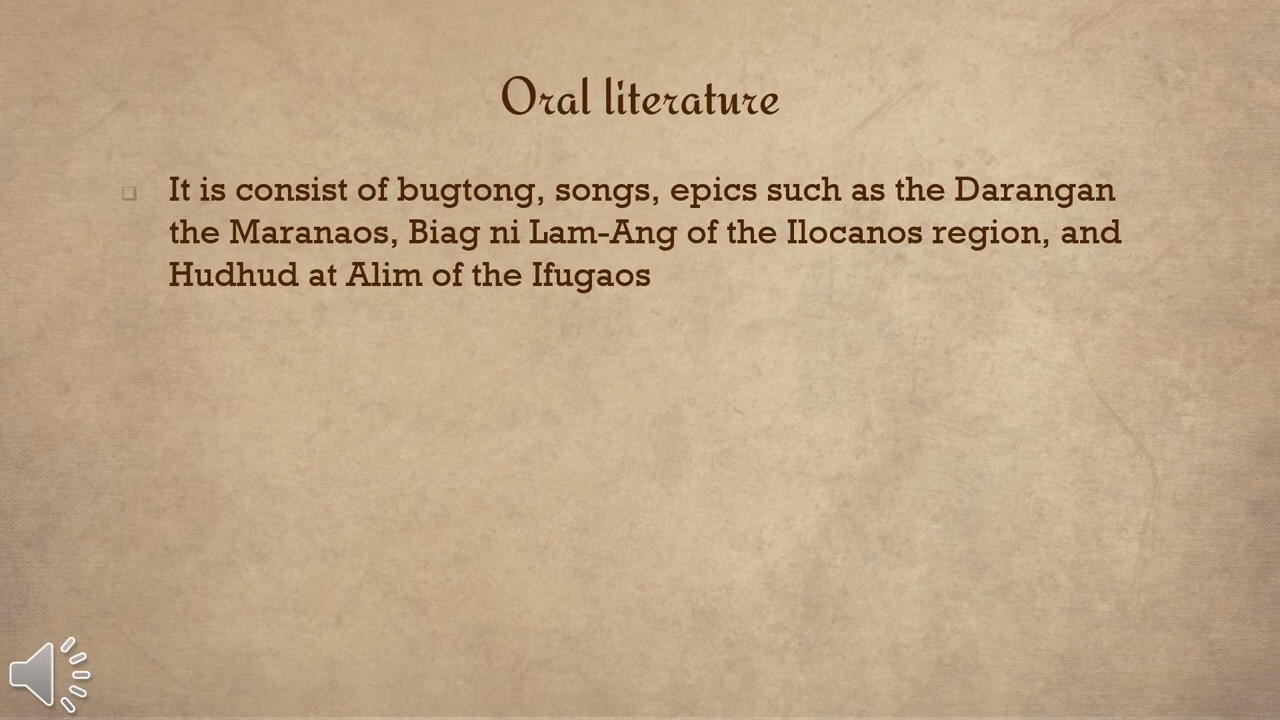 Oral literature
It is consist of bugtong, songs, epics such as the Darangan
the Maranaos, Biag ni Lam-Ang of the Ilocanos region, and
Hudhud at Alim of the Ifugaos